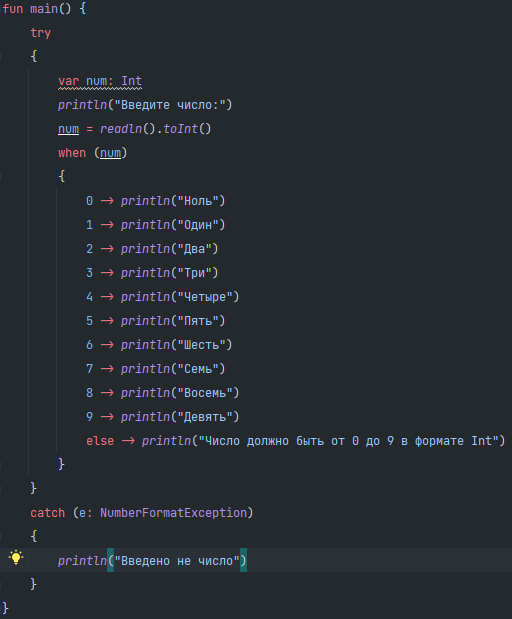 fun main() {
try
{
var num: Int
println("Введите число:")
num = readln().toInt()
when (num)
{
0 -> println("Ноль")
1 -> println("Один")
2 -> println("Два")
3 -> println("Три")
4 -> println("Четыре")
5 -> println("Пять")
6 -> println("Шесть")
7 -> println("Семь")
8 -> println("Восемь")
9 -> println("Девять")
else -> println("Число должно быть от 0 до 9 в формате Int")
}
}
catch (e: NumberFormatException)
{
println("Введено не число")
}
}